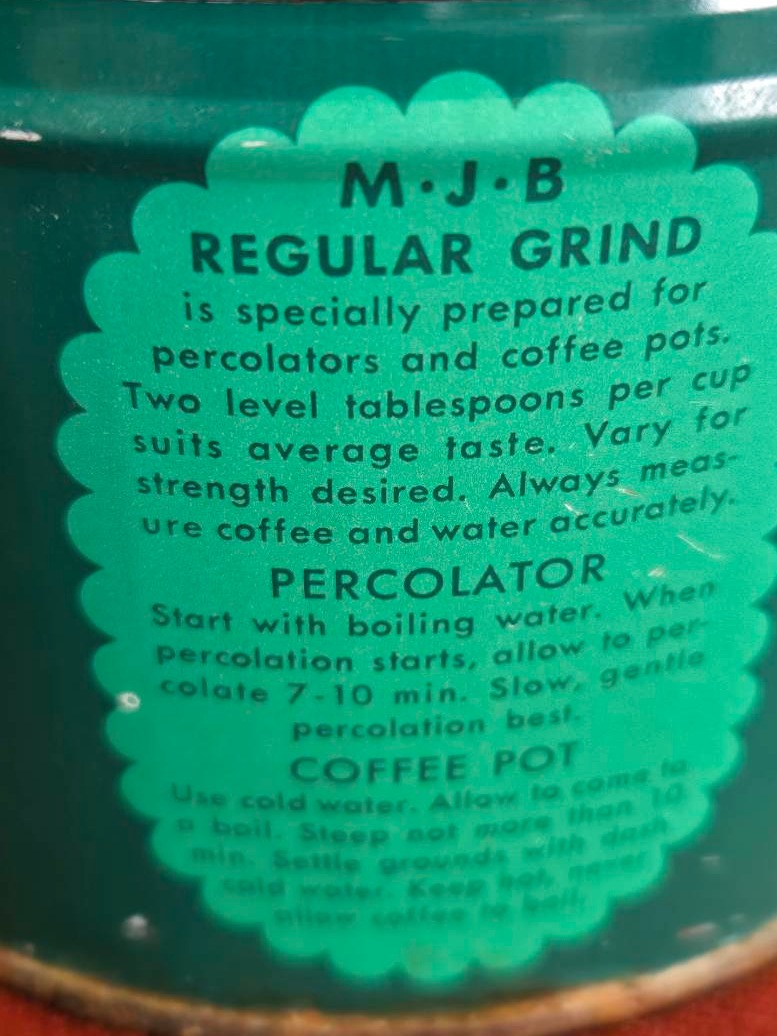 M·J·B
REGULAR GRIND
is specially prepared for
percolators and coffee pots.
Two level tablespoons per cup
suits average taste. Vary for
strength desired. Always meas-
ure coffee and water accurately.
PERCOLATOR
Start with boiling water. When
percolation starts, allow to per-
colate 7-10 min. Slow, gentle
percolation best.
COFFEE POT
Use cold water. Allow to come to
a boil. Steep not more than 10
min. Settle grounds with dash
cold water. Keep hot, never
allow coffee to boil.